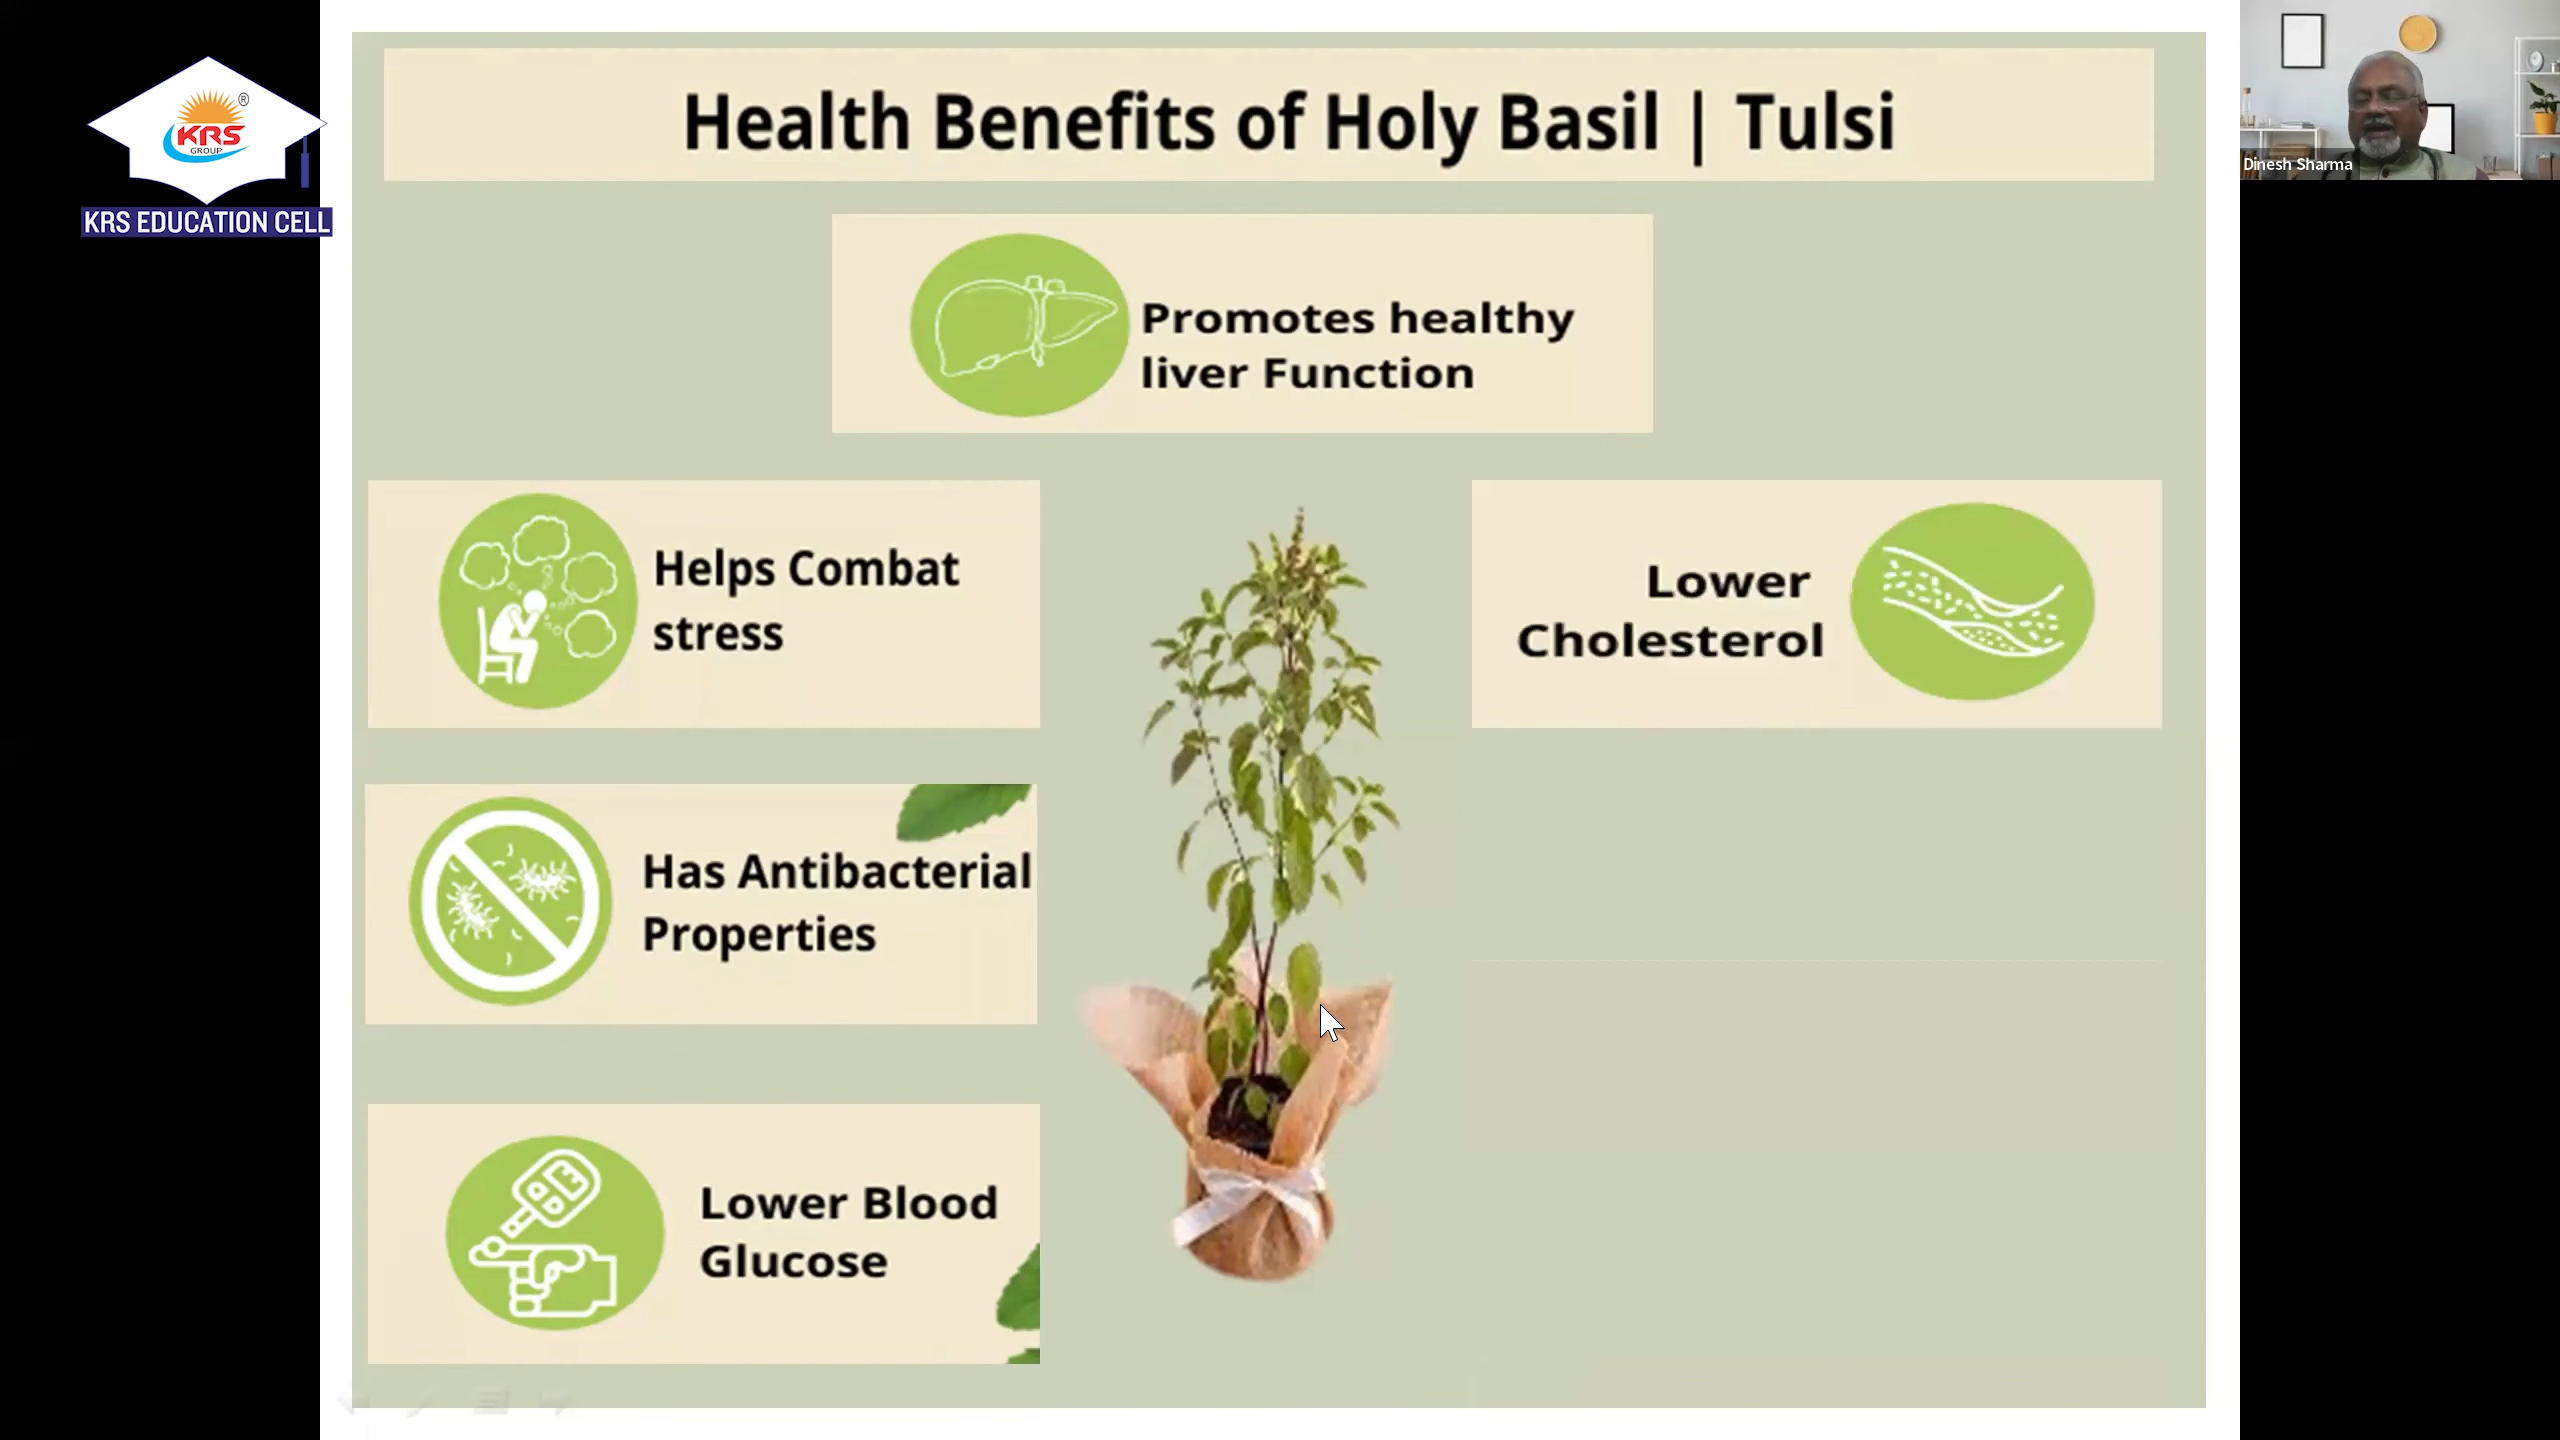 KRS
GROUP
®
KRS EDUCATION CELL
Health Benefits of Holy Basil | Tulsi
Dinesh Sharma
Promotes healthy
liver Function
Helps Combat
stress
Lower
Cholesterol
Has Antibacterial
Properties
Lower Blood
Glucose